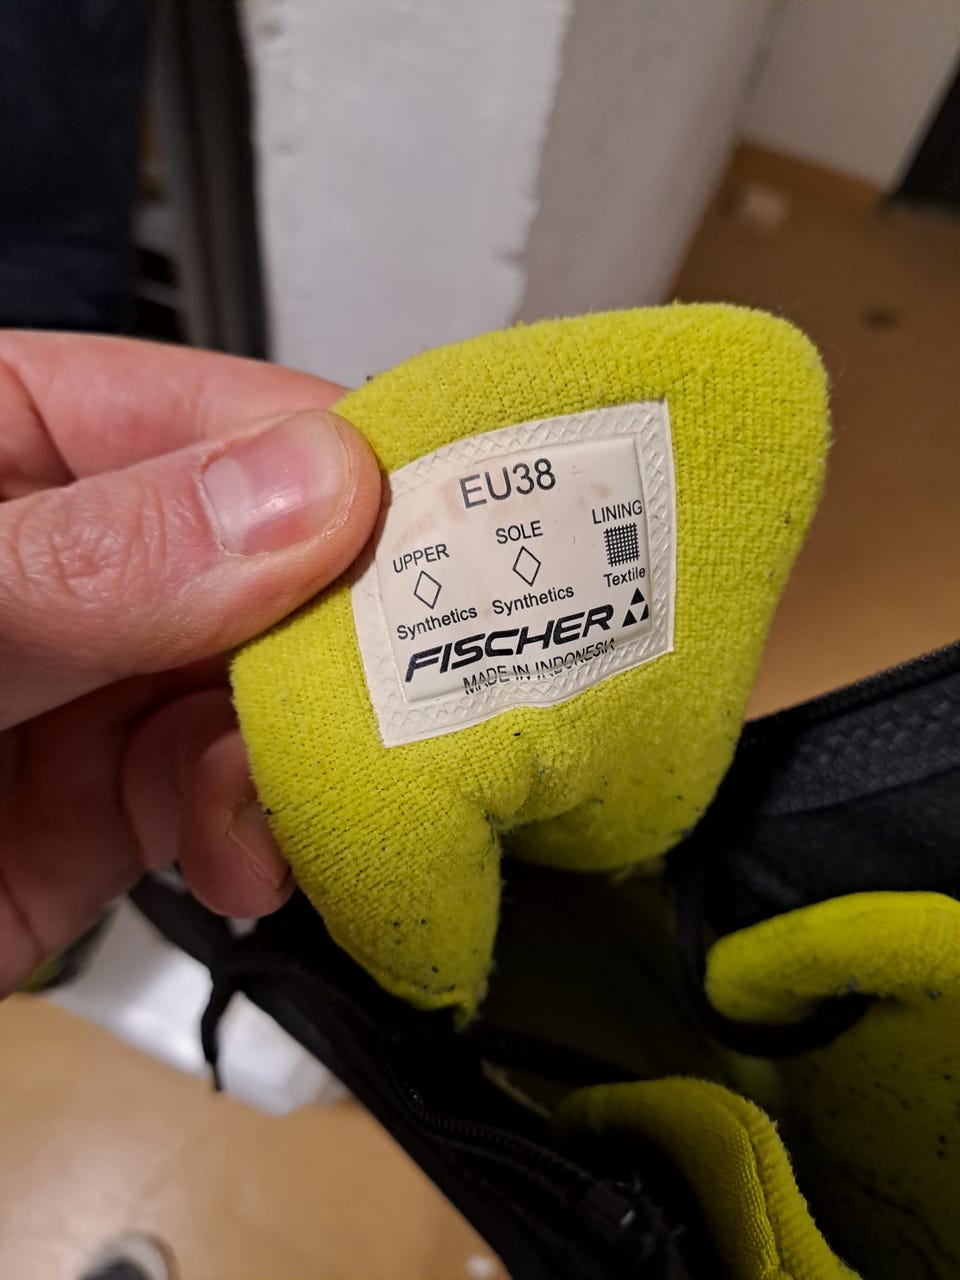 EU38
UPPER SOLE LINING
Synthetics Synthetics Textile
FISCHER
MADE IN INDONESIA